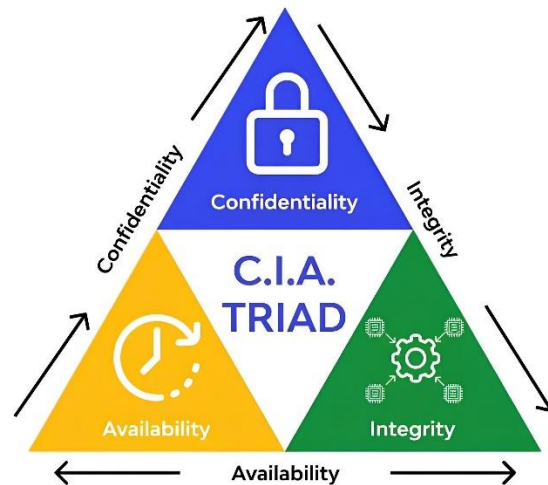 Confidentiality
Confidentiality
Integrity
C.I.A.
TRIAD
Availability
Integrity
Availability